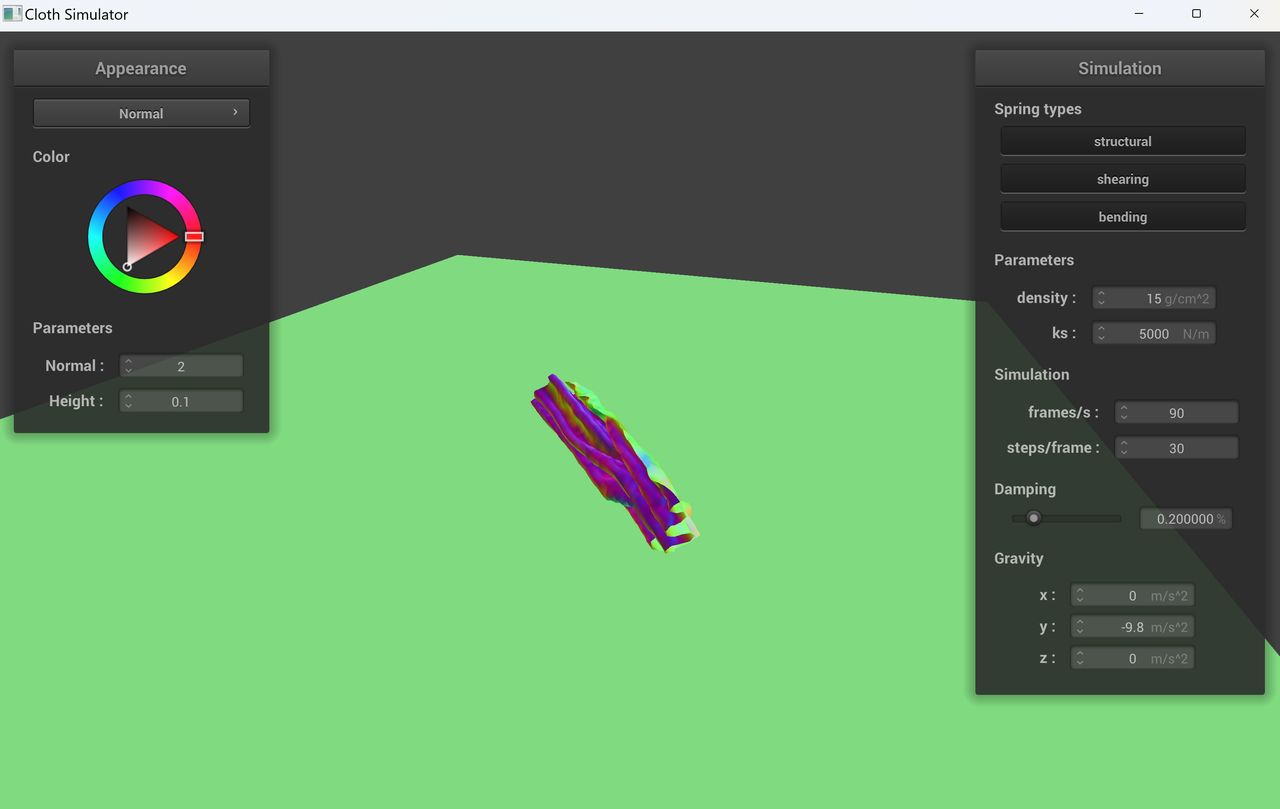 Cloth Simulator
Appearance
Normal
Color
Parameters
Normal : 2
Height : 0.1
Simulation
Spring types
structural
shearing
bending
Parameters
density : 15 g/cm^2
ks : 5000 N/m
Simulation
frames/s : 90
steps/frame : 30
Damping
0.200000 %
Gravity
x : 0 m/s^2
y : -9.8 m/s^2
z : 0 m/s^2